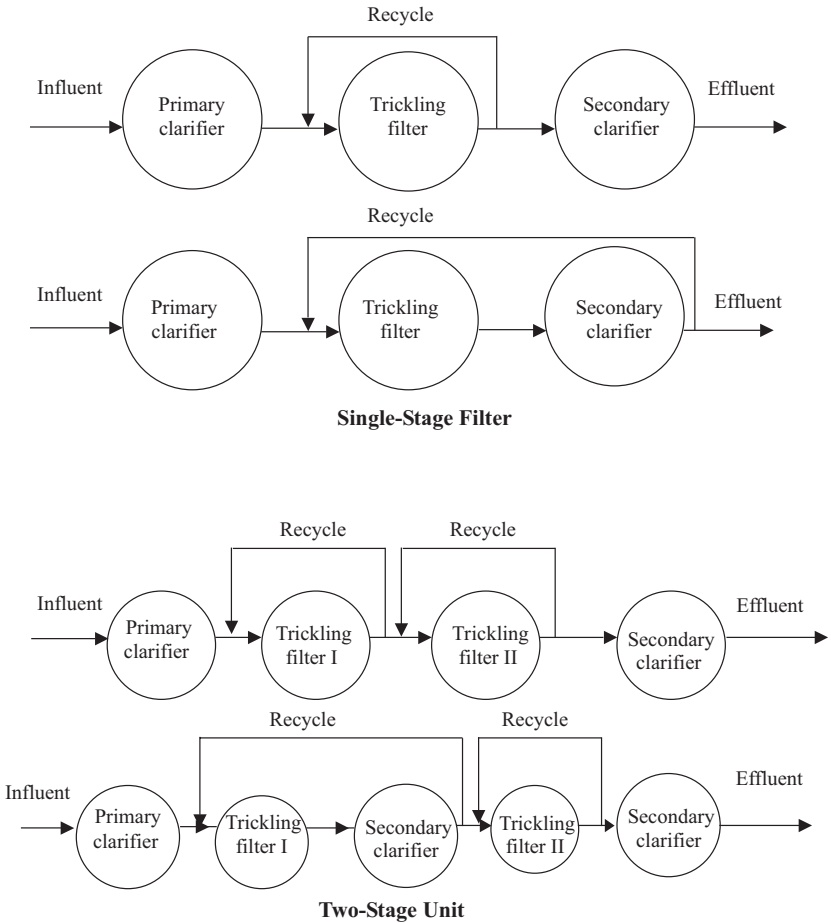 Recycle
Influent
Primary
clarifier
Trickling
filter
Secondary
clarifier
Effluent
Recycle
Influent
Primary
clarifier
Trickling
filter
Secondary
clarifier
Effluent
Single-Stage Filter
Recycle
Recycle
Influent
Primary
clarifier
Trickling
filter I
Trickling
filter II
Secondary
clarifier
Effluent
Recycle
Recycle
Influent
Primary
clarifier
Trickling
filter I
Secondary
clarifier
Trickling
filter II
Secondary
clarifier
Effluent
Two-Stage Unit